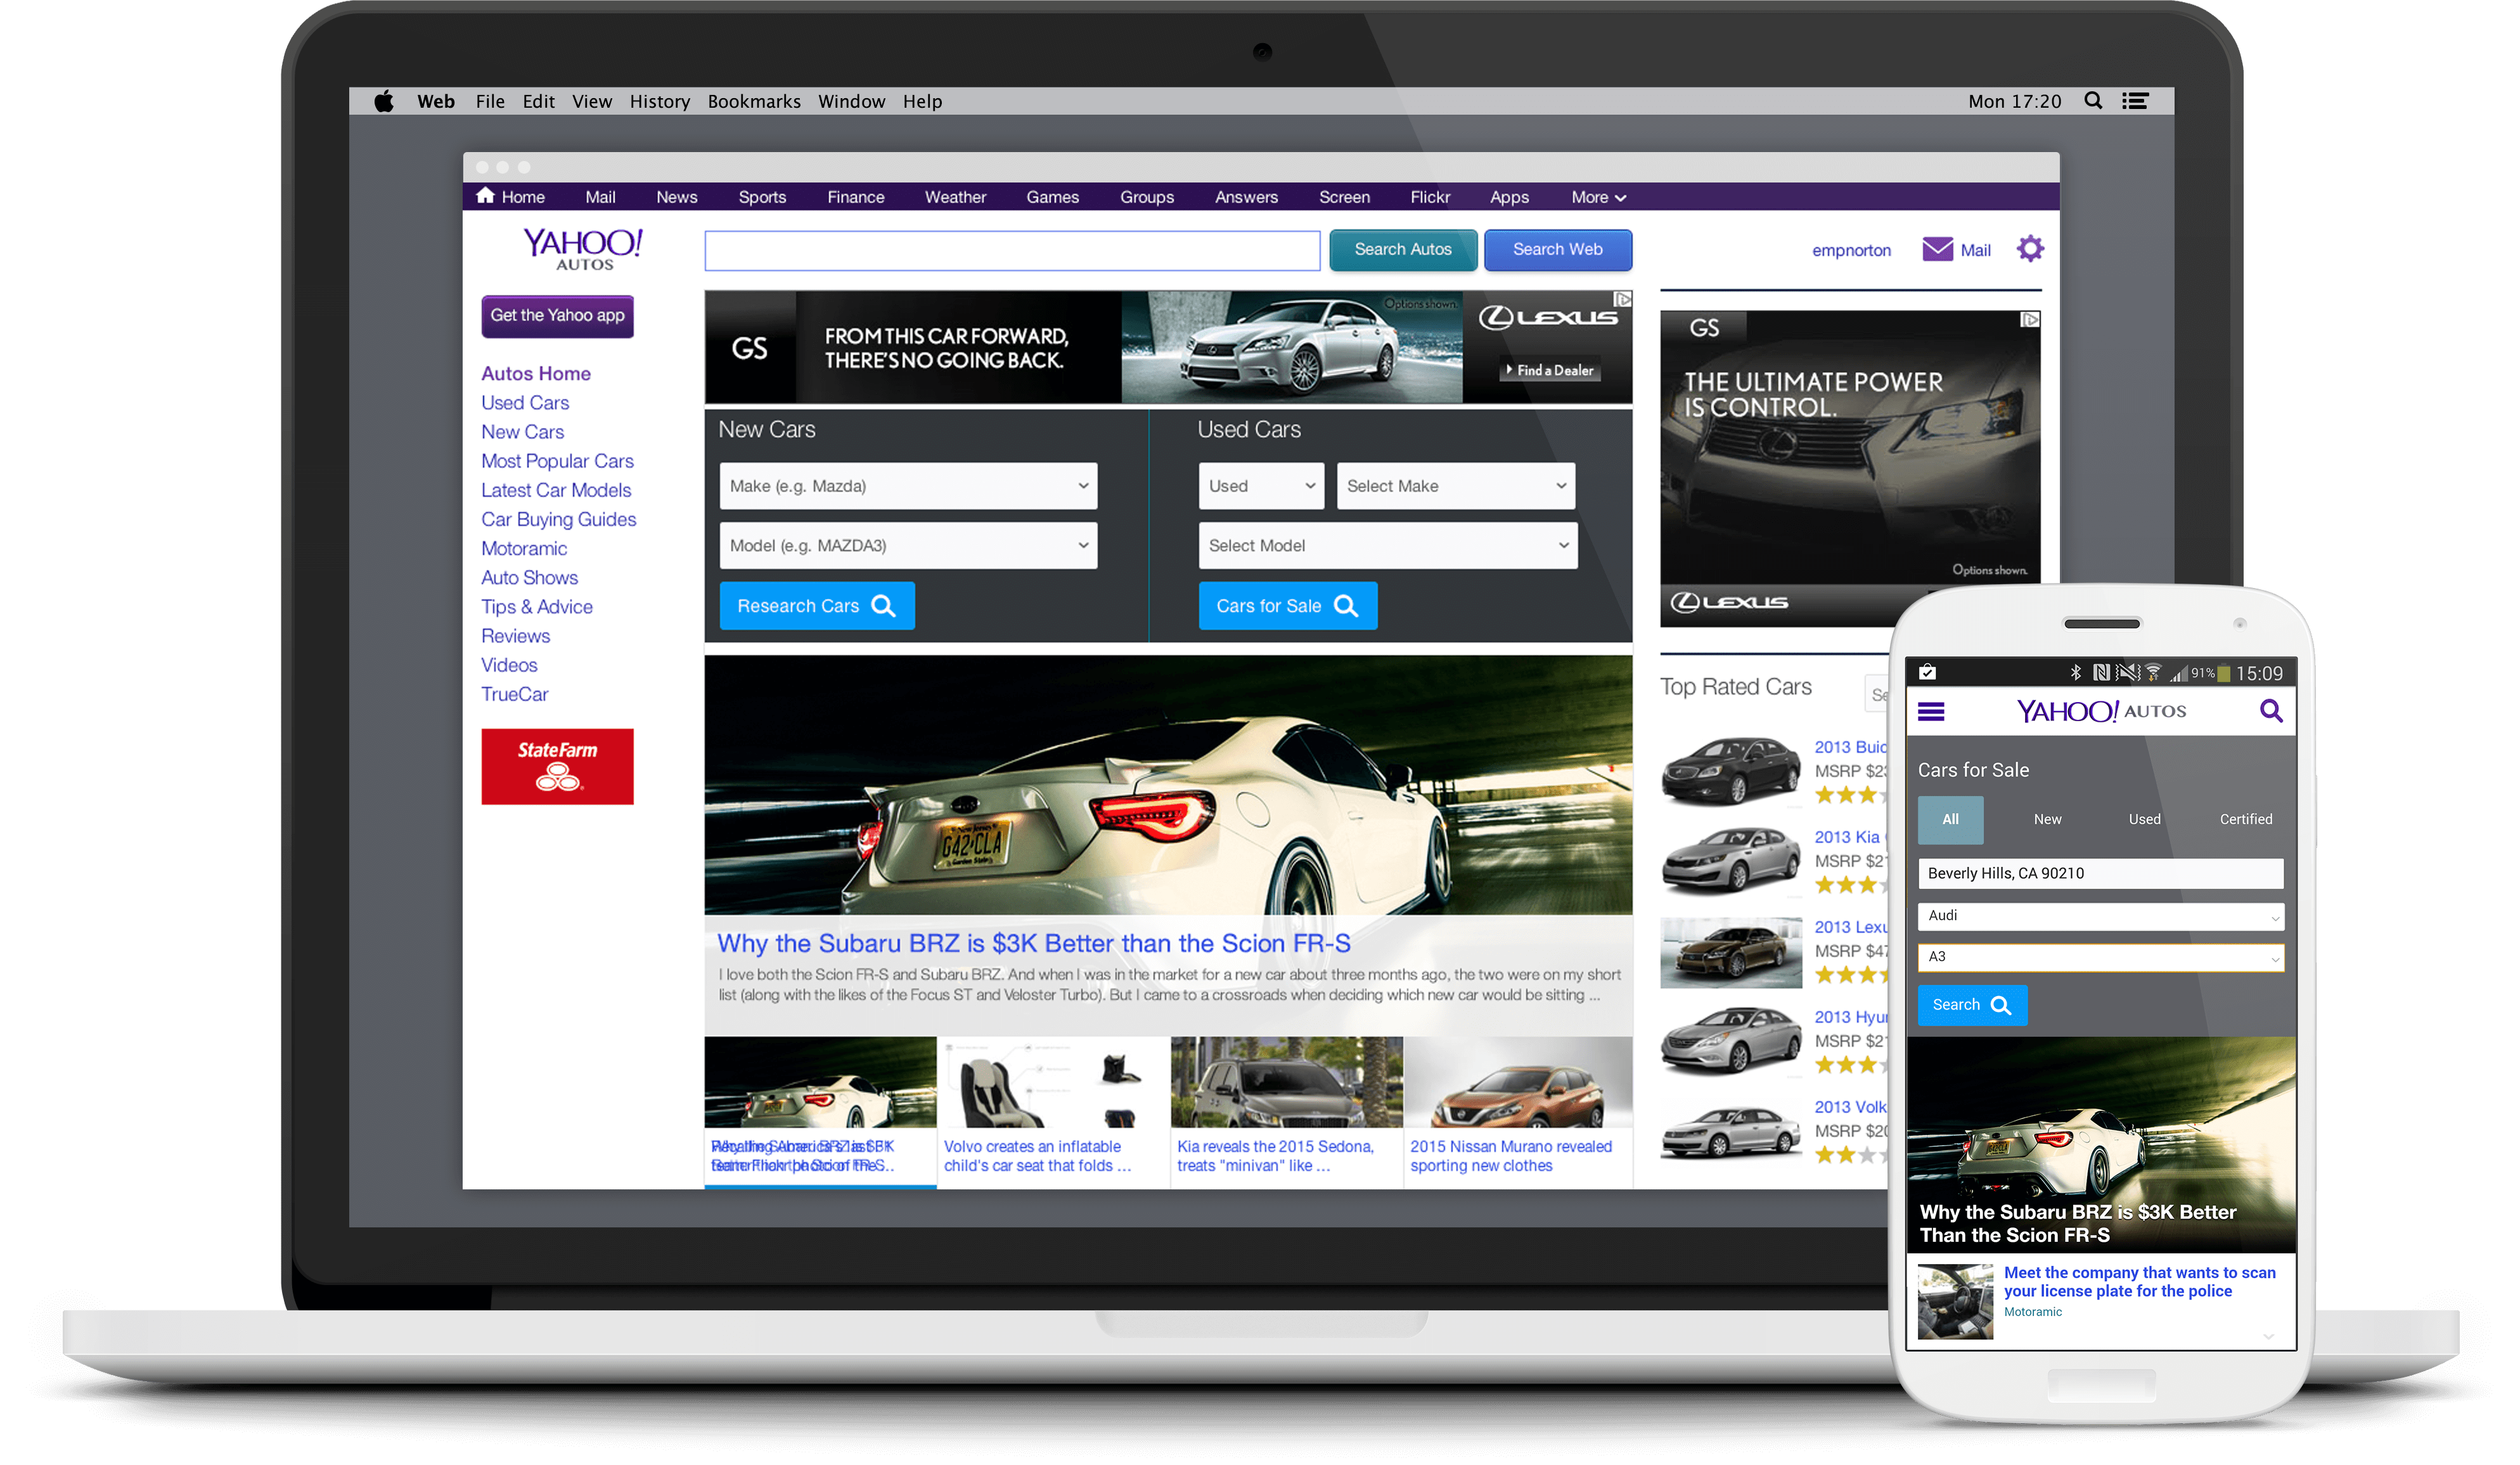 Web File Edit View History Bookmarks Window Help
Mon 17:20
Home Mail News Sports Finance Weather Games Groups Answers Screen Flickr Apps More
YAHOO!
AUTOS
Search Autos
Search Web
empnorton
Mail
Get the Yahoo app
Autos Home
Used Cars
New Cars
Most Popular Cars
Latest Car Models
Car Buying Guides
Motoramic
Auto Shows
Tips & Advice
Reviews
Videos
TrueCar
StateFarm
GS
FROM THIS CAR FORWARD,
THERE'S NO GOING BACK.
Options shown.
LEXUS
Find a Dealer
New Cars
Make (e.g. Mazda)
Model (e.g. MAZDA3)
Research Cars
Used Cars
Used
Select Make
Select Model
Cars for Sale
New Jersey
G42 CLA
Garden State
Why the Subaru BRZ is $3K Better than the Scion FR-S
I love both the Scion FR-S and Subaru BRZ. And when I was in the market for a new car about three months ago, the two were on my short
list (along with the likes of the Focus ST and Veloster Turbo). But I came to a crossroads when deciding which new car would be sitting ...
Volvo creates an inflatable
child's car seat that folds ...
Kia reveals the 2015 Sedona,
treats "minivan" like ...
2015 Nissan Murano revealed
sporting new clothes
GS
THE ULTIMATE POWER
IS CONTROL.
Options shown.
LEXUS
Top Rated Cars
Se
2013 Buic
MSRP $23
2013 Kia
MSRP $21
2013 Lexu
MSRP $47
2013 Hyun
MSRP $21
2013 Volk
MSRP $20
91%
15:09
YAHOO! AUTOS
Cars for Sale
All New Used Certified
Beverly Hills, CA 90210
Audi
A3
Search
Why the Subaru BRZ is $3K Better
Than the Scion FR-S
Meet the company that wants to scan
your license plate for the police
Motoramic